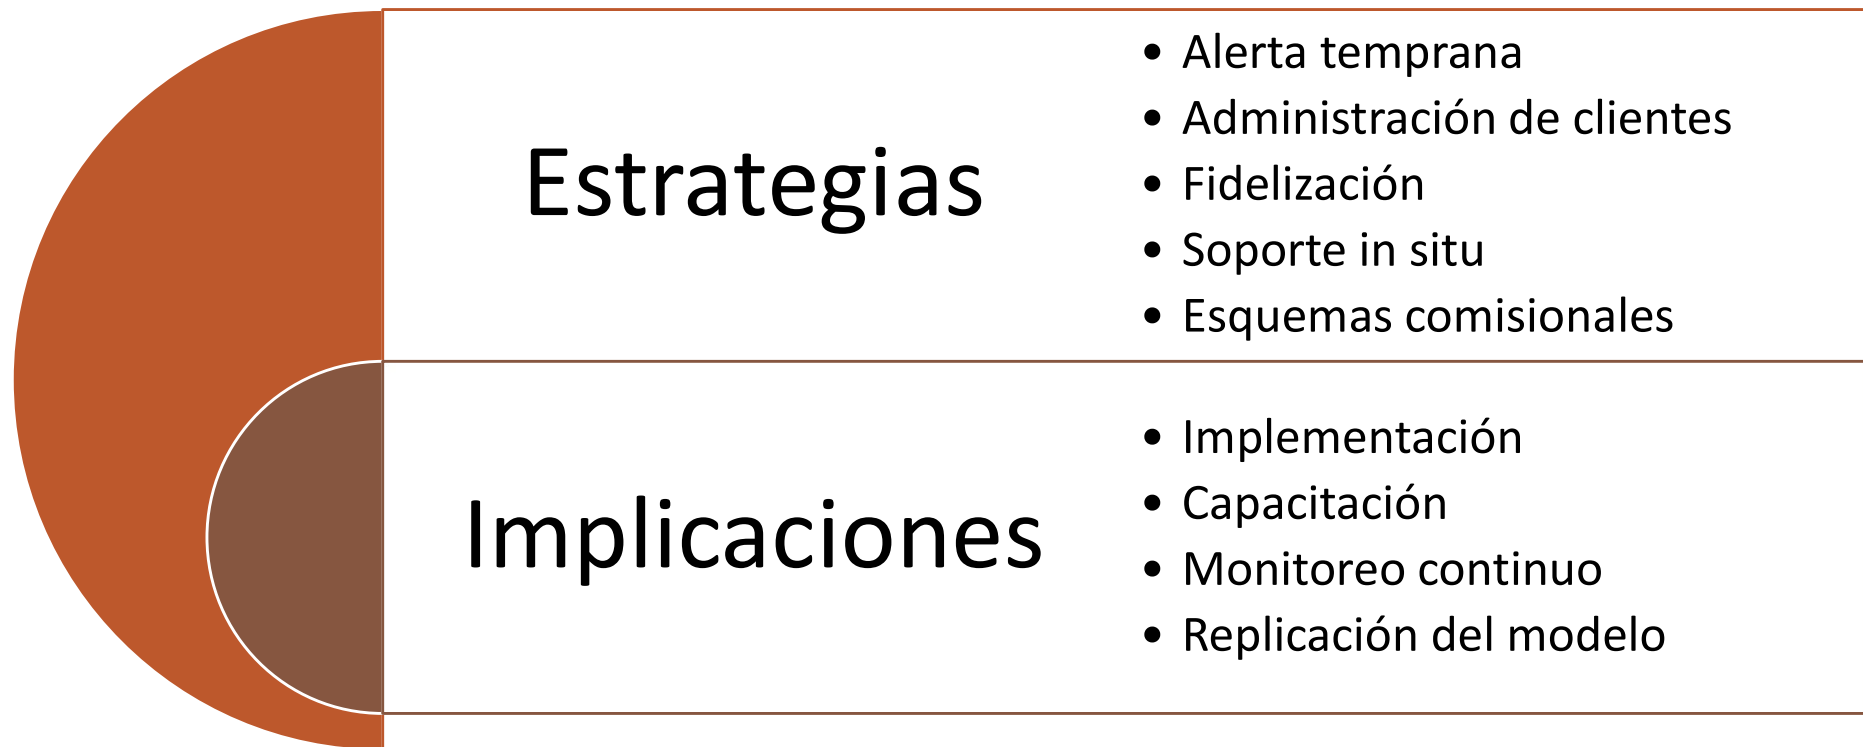 Estrategias
• Alerta temprana
• Administración de clientes
• Fidelización
• Soporte in situ
• Esquemas comisionales
Implicaciones
• Implementación
• Capacitación
• Monitoreo continuo
• Replicación del modelo